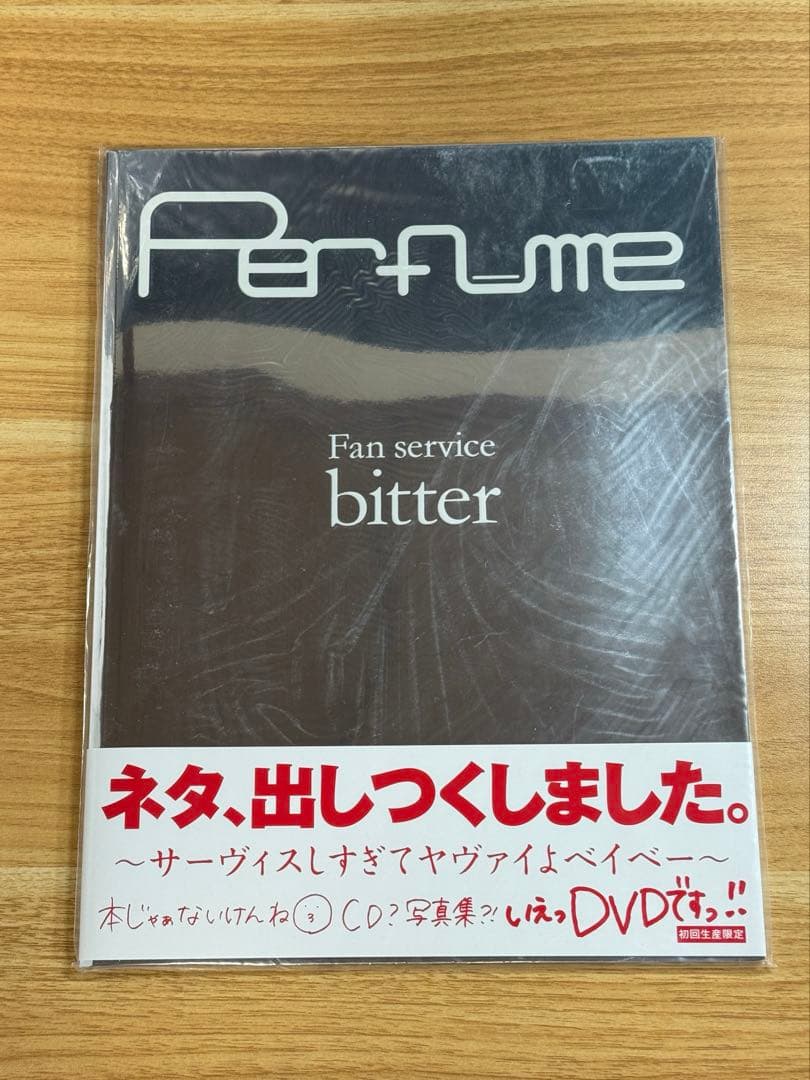 Perfume
Fan service
bitter
ネタ、出しつくしました。
～サーヴィスしすぎてヤヴァイよベイベー～
本じゃぁないけんね CD?写真集?! いえっDVDですっ!!
初回生産限定